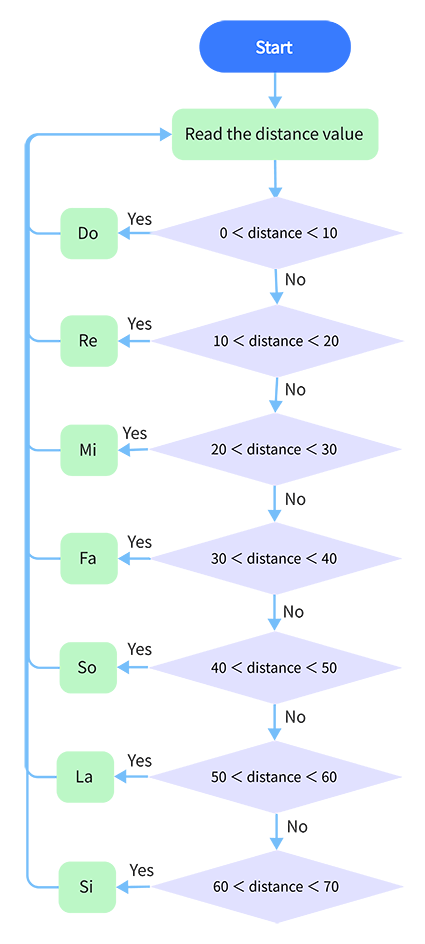 Start
Read the distance value
Yes
Do
0 < distance < 10
No
Yes
Re
10 < distance < 20
No
Yes
Mi
20 < distance < 30
No
Yes
Fa
30 < distance < 40
No
Yes
So
40 < distance < 50
No
Yes
La
50 < distance < 60
No
Yes
Si
60 < distance < 70